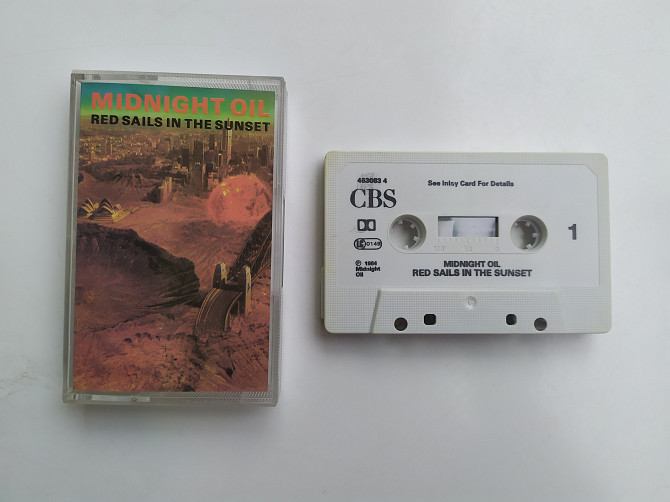 MIDNIGHT OIL
RED SAILS IN THE SUNSET
463083 4
See Inlay Card For Details
CBS
1
℗ 1984
Midnight
Oil
MIDNIGHT OIL
RED SAILS IN THE SUNSET